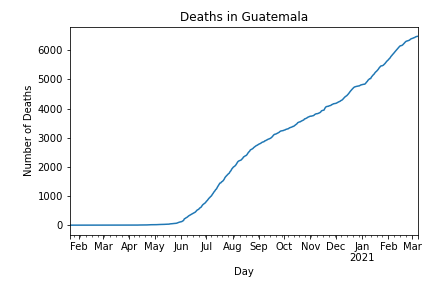 Deaths in Guatemala
Number of Deaths
6000
5000
4000
3000
2000
1000
0
Feb Mar Apr May Jun Jul Aug Sep Oct Nov Dec Jan Feb Mar
2021
Day